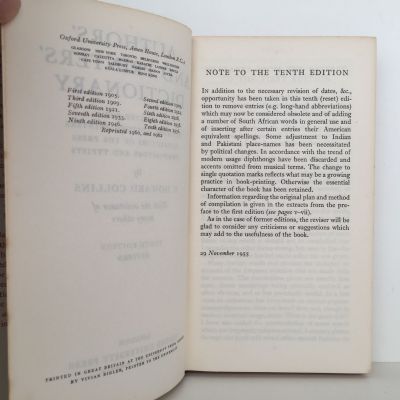 Oxford University Press, Amen House, London E.C.4
GLASGOW NEW YORK TORONTO MELBOURNE WELLINGTON
BOMBAY CALCUTTA MADRAS KARACHI
CAPE TOWN
KUALA LUMPUR HONG KONG
First edition 1905.
Second edition
Third edition 1909.
Fourth edition
Fifth edition 1921.
Sixth edition
Seventh edition 1933.
Eighth edition
Ninth edition 1946.
Tenth edition
Reprinted 1960, and
PRINTED IN GREAT BRITAIN AT THE UNIVERSITY PRESS, OXFORD
BY VIVIAN RIDLER, PRINTER TO THE UNIVERSITY
NOTE TO THE TENTH EDITION
In addition to the necessary revision of dates, &c.,
opportunity has been taken in this tenth (reset) edi-
tion to remove entries (e.g. long-hand abbreviations)
which may now be considered obsolete and of adding
a number of South African words in general use and
of inserting after certain entries their American
equivalent spellings. Some adjustment to Indian
and Pakistani place-names has been necessitated
by political changes. In accordance with the trend
of modern usage diphthongs have been discarded and
accents omitted from musical terms. The change to
single quotation marks reflects what may be a growing
practice in book-printing. Otherwise the essential
character of the book has been retained.
Information regarding the original plan and method
of compilation is given in the extracts from the pre-
face to the first edition (see pages v–vii).
As in the case of former editions, the reviser will be
glad to consider any criticisms or suggestions which
may add to the usefulness of the book.
29 November 1955